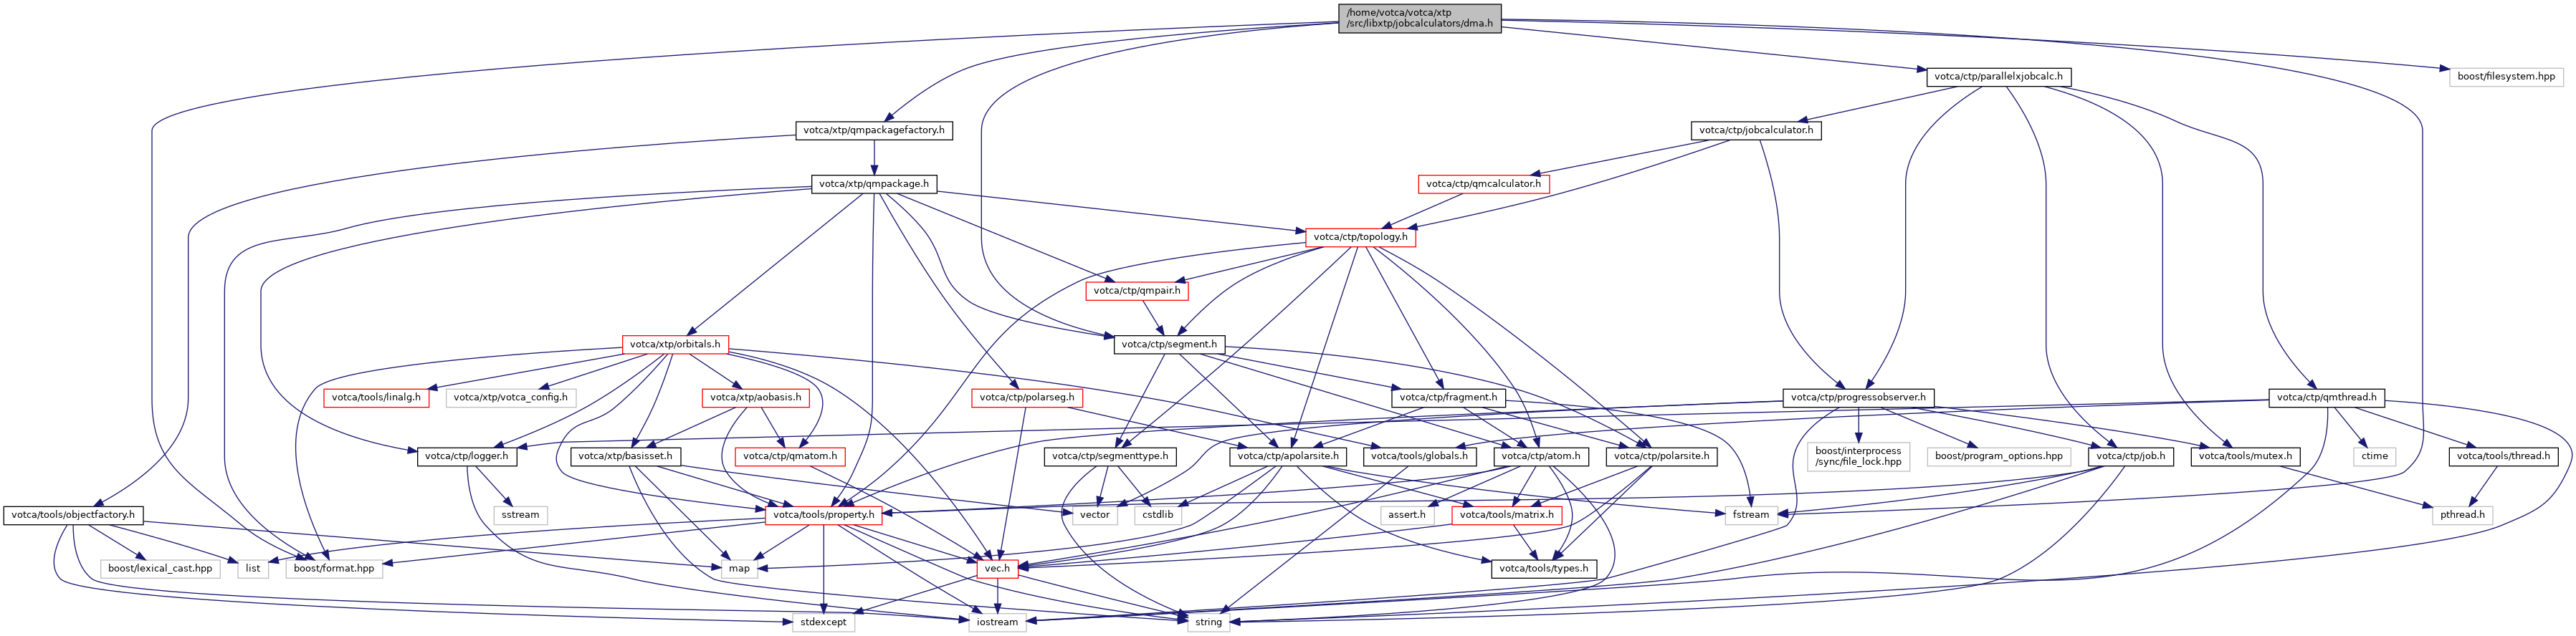 /home/votca/votca/xtp
/src/libxtp/jobcalculators/dma.h
votca/ctp/parallelxjobcalc.h
boost/filesystem.hpp
votca/xtp/qmpackagefactory.h
votca/ctp/jobcalculator.h
votca/xtp/qmpackage.h
votca/ctp/qmcalculator.h
votca/ctp/topology.h
votca/ctp/qmpair.h
votca/xtp/orbitals.h
votca/ctp/segment.h
votca/tools/linalg.h
votca/xtp/votca_config.h
votca/xtp/aobasis.h
votca/ctp/polarseg.h
votca/ctp/fragment.h
votca/ctp/progressobserver.h
votca/ctp/qmthread.h
votca/ctp/logger.h
votca/xtp/basisset.h
votca/ctp/qmatom.h
votca/ctp/segmenttype.h
votca/ctp/apolarsite.h
votca/tools/globals.h
votca/ctp/atom.h
votca/ctp/polarsite.h
boost/interprocess
/sync/file_lock.hpp
boost/program_options.hpp
votca/ctp/job.h
votca/tools/mutex.h
ctime
votca/tools/thread.h
votca/tools/objectfactory.h
sstream
votca/tools/property.h
vector
cstdlib
assert.h
votca/tools/matrix.h
fstream
pthread.h
boost/lexical_cast.hpp
list
boost/format.hpp
map
vec.h
votca/tools/types.h
stdexcept
iostream
string